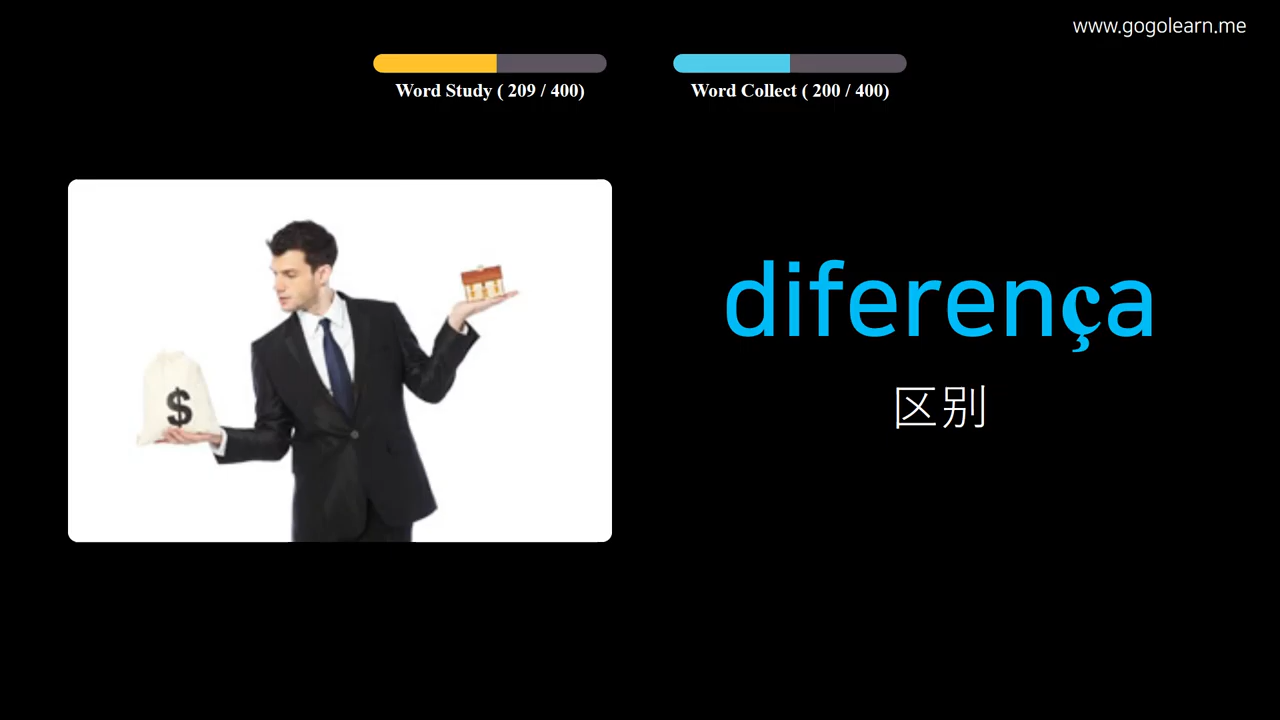 www.gogolearn.me
Word Study ( 209 / 400)
Word Collect ( 200 / 400)
$
diferença
区别